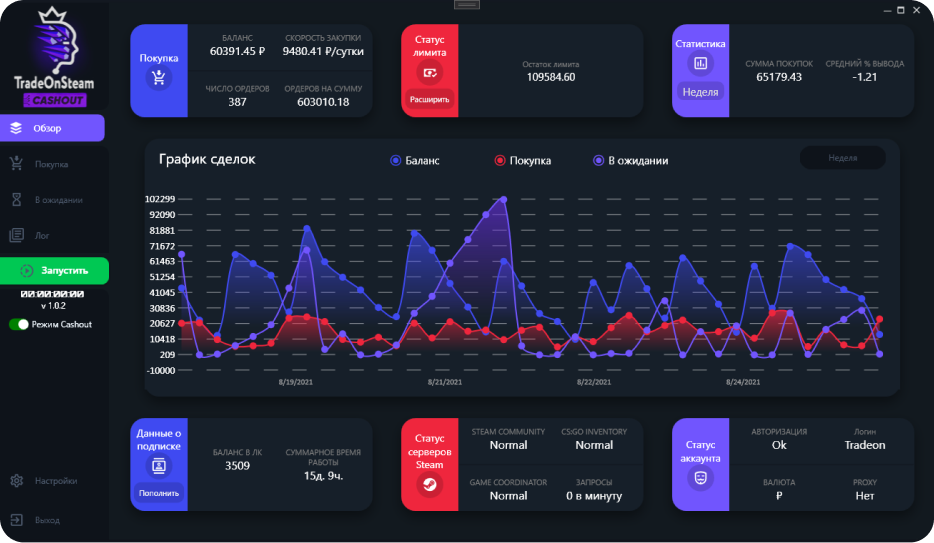 TradeOnSteam
CASHOUT
Обзор
Покупка
В ожидании
Лог
Запустить
00:00:00:00
v 1.0.2
Режим Cashout
Настройки
Выход
Покупка
БАЛАНС
60391.45 ₽
СКОРОСТЬ ЗАКУПКИ
9480.41 ₽/сутки
ЧИСЛО ОРДЕРОВ
387
ОРДЕРОВ НА СУММУ
603010.18
Статус
лимита
Расширить
Остаток лимита
109584.60
Статистика
Неделя
СУММА ПОКУПОК
65179.43
СРЕДНИЙ % ВЫВОДА
-1.21
График сделок
Баланс
Покупка
В ожидании
Неделя
102299
92090
81881
71672
61463
51254
41045
30836
20627
10418
209
-10000
8/19/2021
8/21/2021
8/22/2021
8/24/2021
Данные о
подписке
Пополнить
БАЛАНС В ЛК
3509
СУММАРНОЕ ВРЕМЯ
РАБОТЫ
15д. 9ч.
Статус
серверов
Steam
STEAM COMMUNITY
Normal
CS:GO INVENTORY
Normal
GAME COORDINATOR
Normal
ЗАПРОСЫ
0 в минуту
Статус
аккаунта
АВТОРИЗАЦИЯ
Ok
Логин
Tradeon
ВАЛЮТА
₽
PROXY
Нет